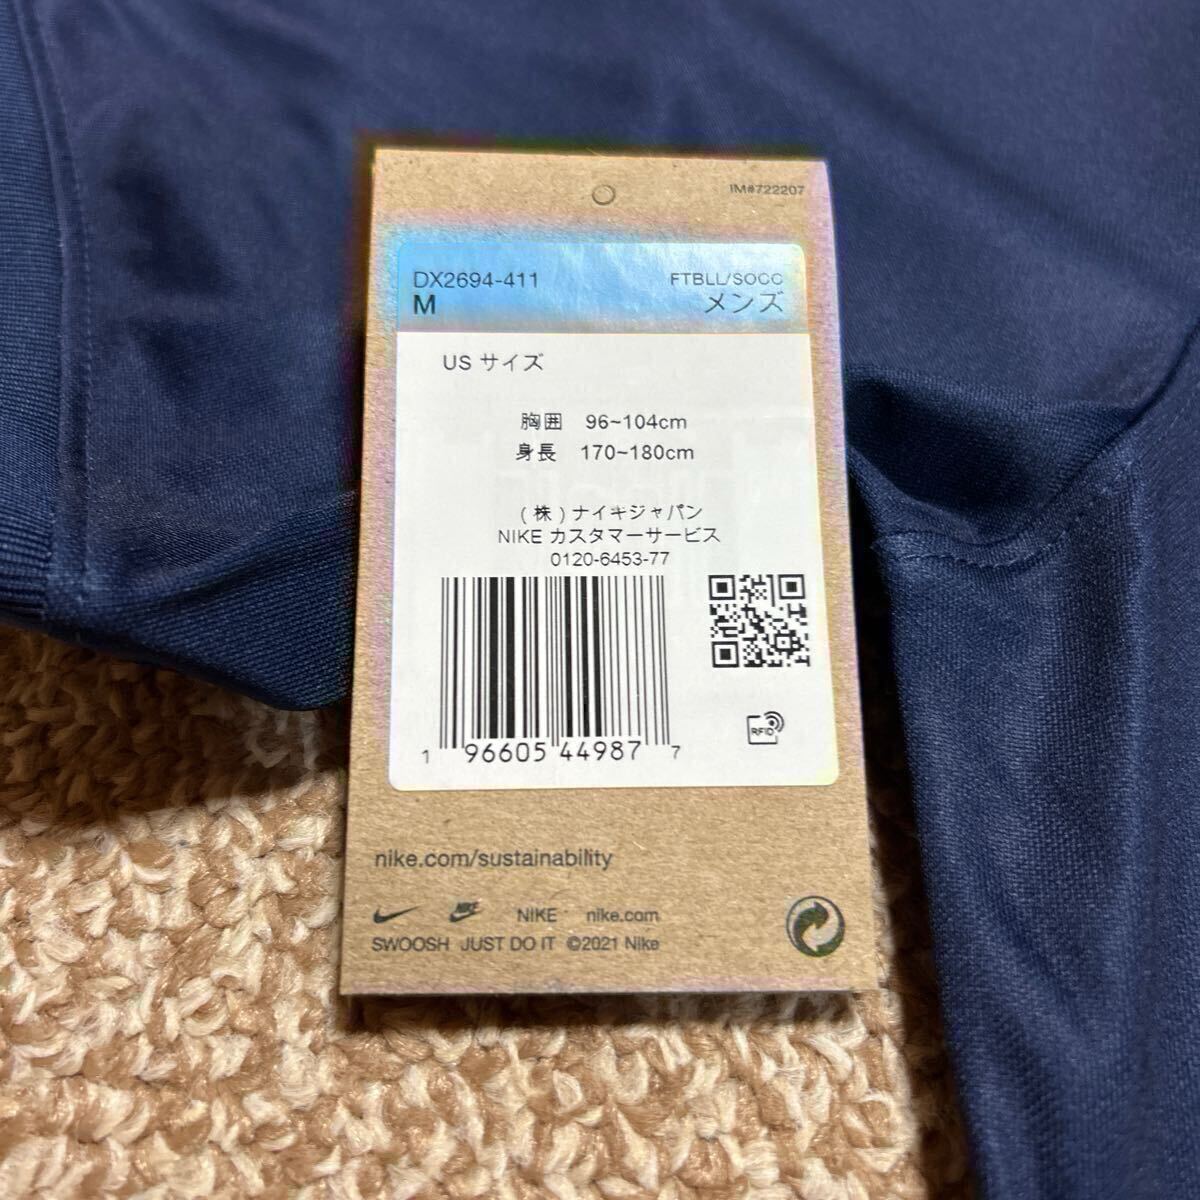 IM#722207
DX2694-411 FTBLL/SOCC
M メンズ
US サイズ
胸囲 96~104cm
身長 170~180cm
(株)ナイキジャパン
NIKE カスタマーサービス
0120-6453-77
RFID
1 96605 44987 7
nike.com/sustainability
NIKE NIKE nike.com
SWOOSH JUST DO IT ©2021 Nike